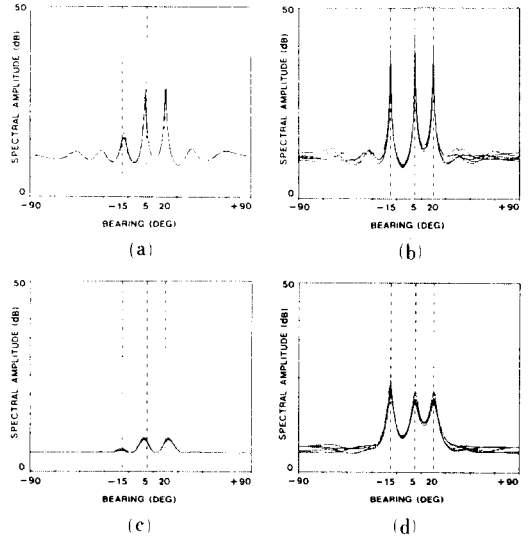 50
SPECTRAL AMPLITUDE (dB)
0
-90
-15
5
20
+90
BEARING (DEG)
(a)
50
SPECTRAL AMPLITUDE (dB)
0
-90
-15
5
20
+90
BEARING (DEG)
(b)
50
SPECTRAL AMPLITUDE (dB)
0
-90
-15
5
20
+90
BEARING (DEG)
(c)
50
SPECTRAL AMPLITUDE (dB)
0
-90
-15
5
20
+90
BEARING (DEG)
(d)